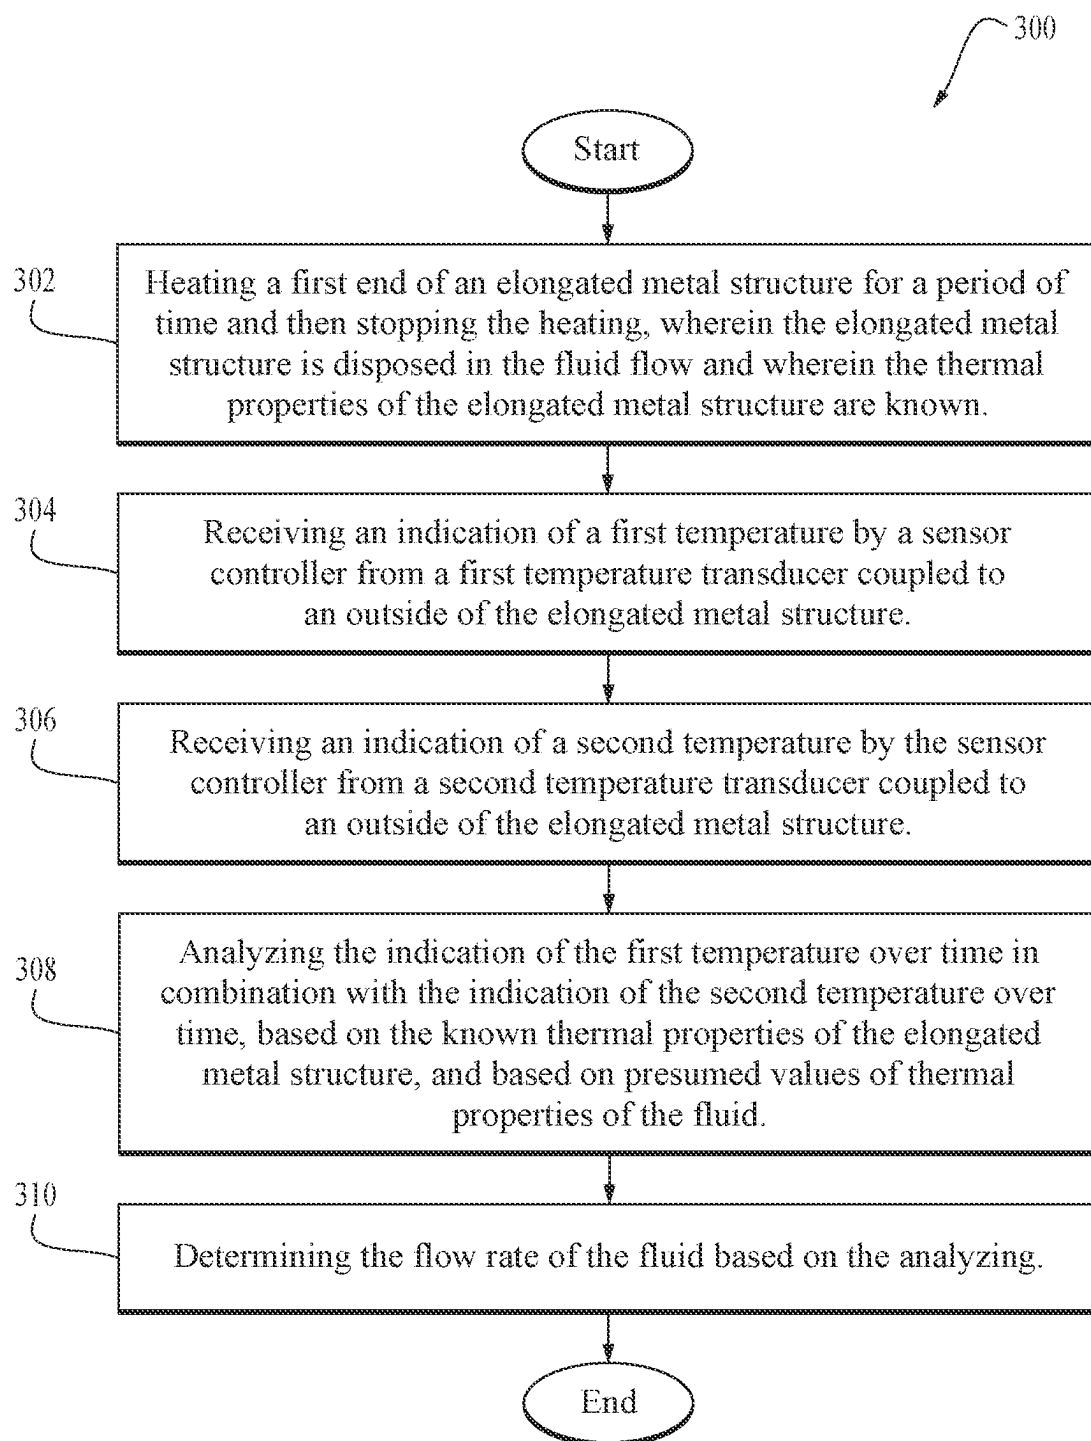 300
Start
302
Heating a first end of an elongated metal structure for a period of
time and then stopping the heating, wherein the elongated metal
structure is disposed in the fluid flow and wherein the thermal
properties of the elongated metal structure are known.
304
Receiving an indication of a first temperature by a sensor
controller from a first temperature transducer coupled to
an outside of the elongated metal structure.
306
Receiving an indication of a second temperature by the sensor
controller from a second temperature transducer coupled to
an outside of the elongated metal structure.
308
Analyzing the indication of the first temperature over time in
combination with the indication of the second temperature over
time, based on the known thermal properties of the elongated
metal structure, and based on presumed values of thermal
properties of the fluid.
310
Determining the flow rate of the fluid based on the analyzing.
End